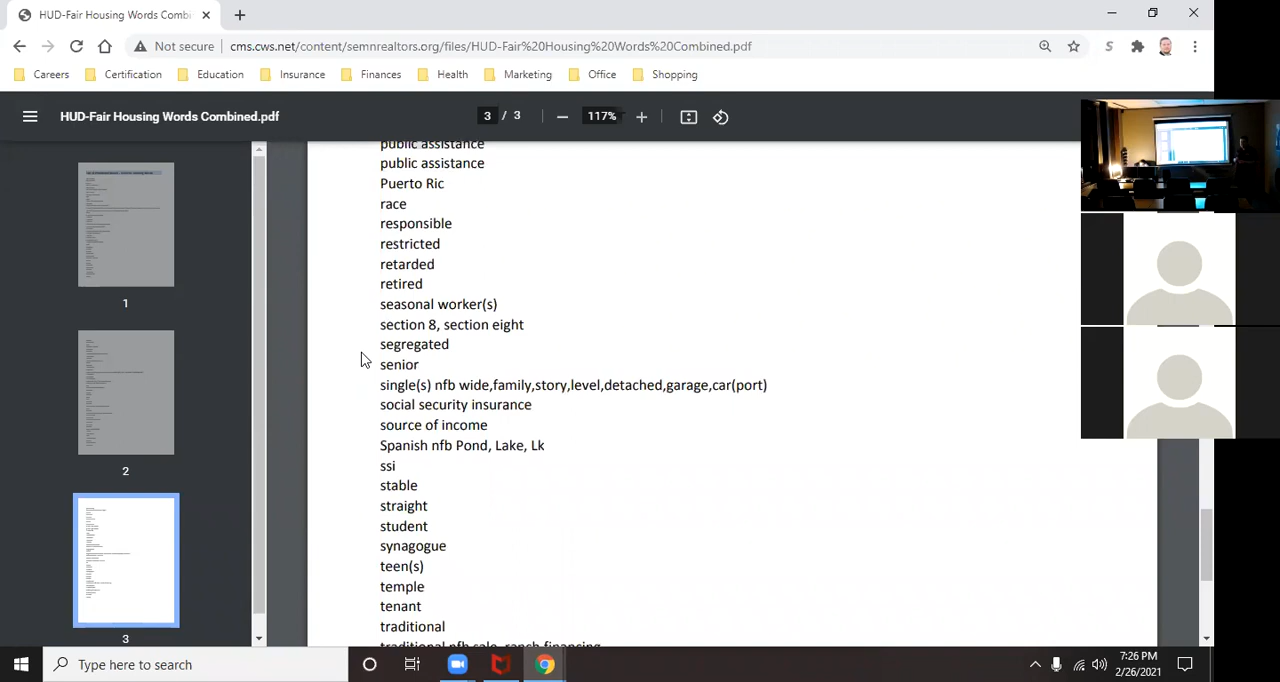 HUD-Fair Housing Words Combi
Not secure
cms.cws.net/content/semnrealtors.org/files/HUD-Fair%20Housing%20Words%20Combined.pdf
S
Careers
Certification
Education
Insurance
Finances
Health
Marketing
Office
Shopping
HUD-Fair Housing Words Combined.pdf
3 / 3
117%
1
2
3
public assistance
public assistance
Puerto Ric
race
responsible
restricted
retarded
retired
seasonal worker(s)
section 8, section eight
segregated
senior
single(s) nfb wide,family,story,level,detached,garage,car(port)
social security insurance
source of income
Spanish nfb Pond, Lake, Lk
ssi
stable
straight
student
synagogue
teen(s)
temple
tenant
traditional
traditional nfb sale, ranch financing
Type here to search
7:26 PM
2/26/2021